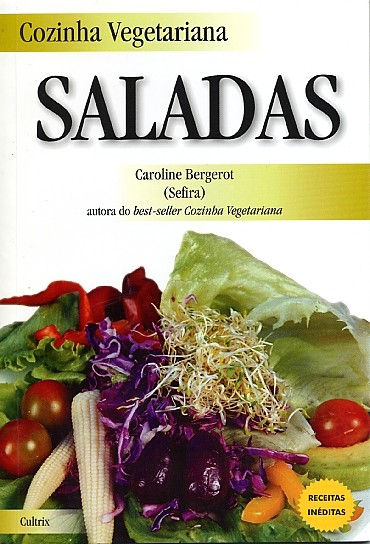 Cozinha Vegetariana
SALADAS
Caroline Bergerot
(Sefira)
autora do best-seller Cozinha Vegetariana
RECEITAS
INÉDITAS
Cultrix